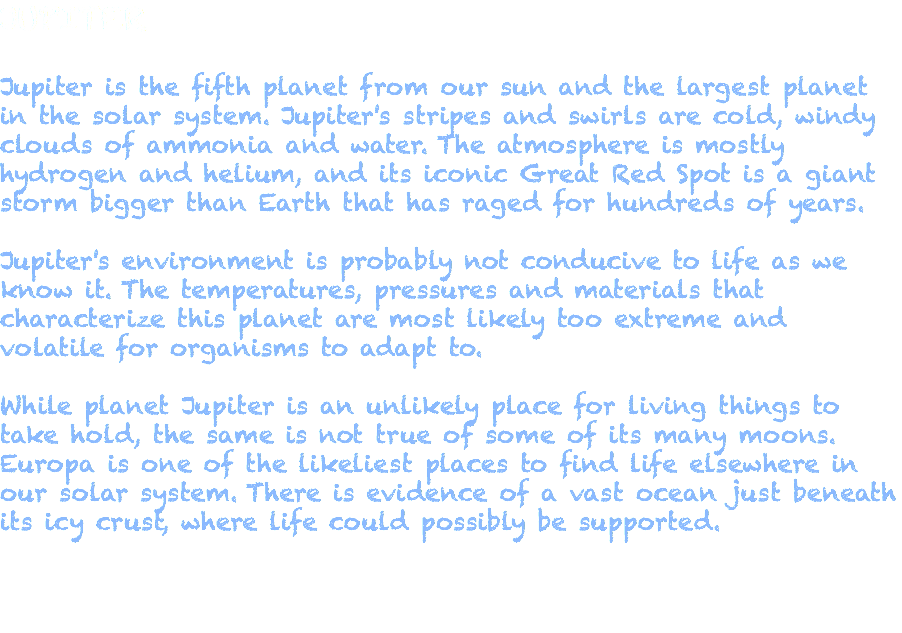 Jupiter is the fifth planet from our sun and the largest planet
in the solar system. Jupiter's stripes and swirls are cold, windy
clouds of ammonia and water. The atmosphere is mostly
hydrogen and helium, and its iconic Great Red Spot is a giant
storm bigger than Earth that has raged for hundreds of years.
Jupiter's environment is probably not conducive to life as we
know it. The temperatures, pressures and materials that
characterize this planet are most likely too extreme and
volatile for organisms to adapt to.
While planet Jupiter is an unlikely place for living things to
take hold, the same is not true of some of its many moons.
Europa is one of the likeliest places to find life elsewhere in
our solar system. There is evidence of a vast ocean just beneath
its icy crust, where life could possibly be supported.